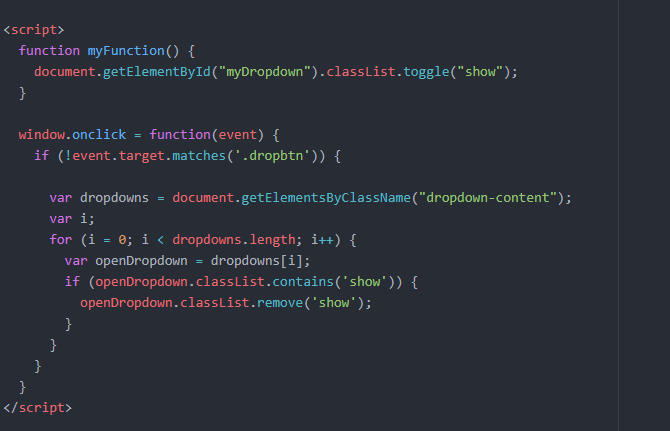 <script>
  function myFunction() {
    document.getElementById("myDropdown").classList.toggle("show");
  }

  window.onclick = function(event) {
    if (!event.target.matches('.dropbtn')) {

      var dropdowns = document.getElementsByClassName("dropdown-content");
      var i;
      for (i = 0; i < dropdowns.length; i++) {
        var openDropdown = dropdowns[i];
        if (openDropdown.classList.contains('show')) {
          openDropdown.classList.remove('show');
        }
      }
    }
  }
</script>